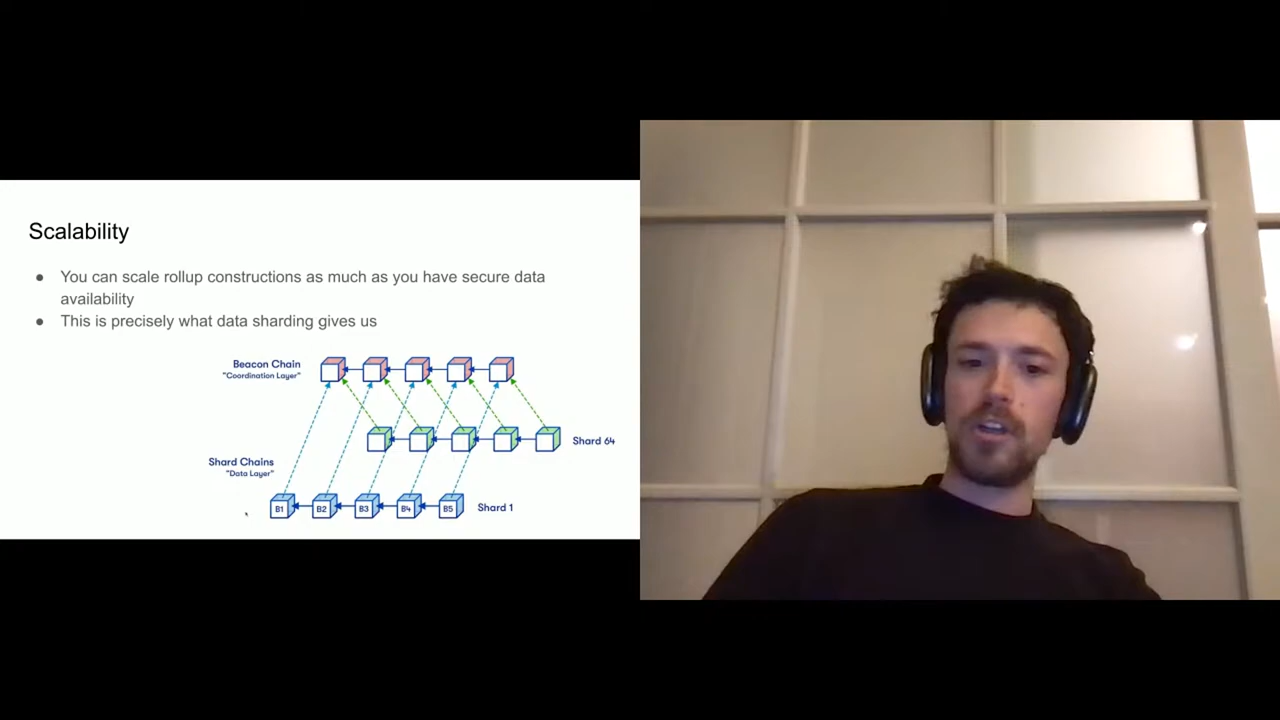 Scalability
● You can scale rollup constructions as much as you have secure data
availability
● This is precisely what data sharding gives us
Beacon Chain
"Coordination Layer"
Shard 64
Shard Chains
"Data Layer"
B1 B2 B3 B4 B5 Shard 1